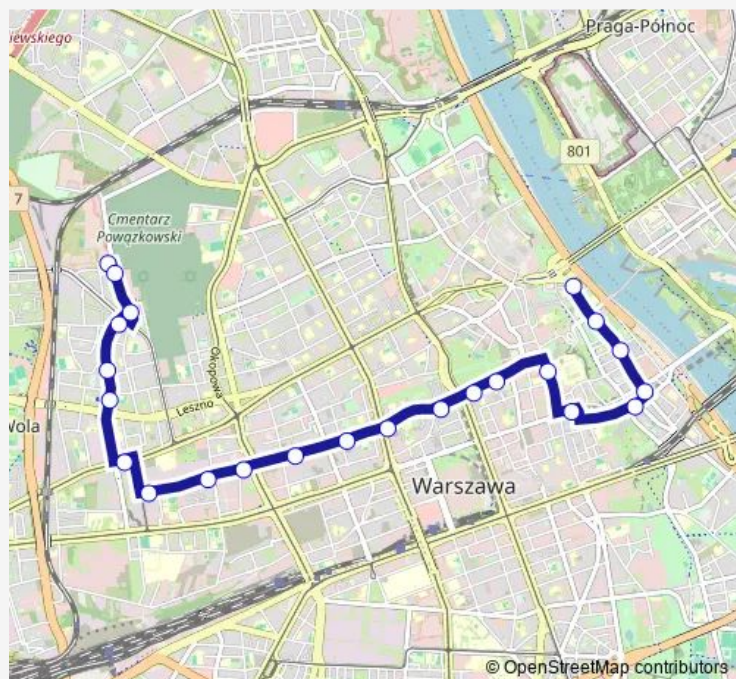 Praga-Północ
iewskiego
801
7
Cmentarz
Powązkowski
Okopowa
Leszno
Wola
Warszawa
© OpenStreetMap contributors